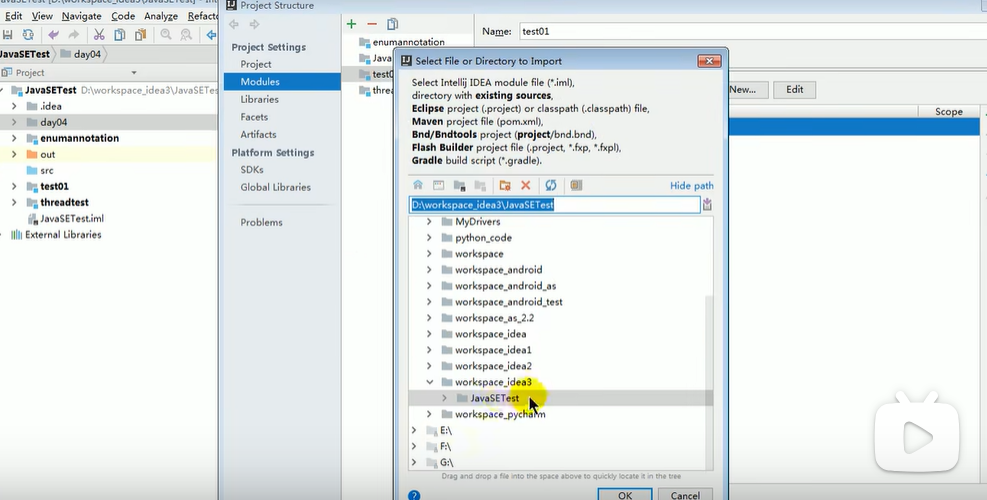 JavaSETest [D:\workspace_idea3\JavaSETest] - Int
Edit View Navigate Code Analyze Refacto
JavaSETest day04
Project
JavaSETest D:\workspace_idea3\JavaSETes
.idea
day04
enumannotation
out
src
test01
threadtest
JavaSETest.iml
External Libraries
Project Structure
Project Settings
Project
Modules
Libraries
Facets
Artifacts
Platform Settings
SDKs
Global Libraries
Problems
enumannotation
Java
test0
threa
Name: test01
New... Edit
Scope
Select File or Directory to Import
Select Intellij IDEA module file (*.iml),
directory with existing sources,
Eclipse project (.project) or classpath (.classpath) file,
Maven project file (pom.xml),
Bnd/Bndtools project (project/bnd.bnd),
Flash Builder project file (.project, *.fxp, *.fxpl),
Gradle build script (*.gradle).
Hide path
D:\workspace_idea3\JavaSETest
MyDrivers
python_code
workspace
workspace_android
workspace_android_as
workspace_android_test
workspace_as_2.2
workspace_idea
workspace_idea1
workspace_idea2
workspace_idea3
JavaSETest
workspace_pycharm
E:\
F:\
G:\
Drag and drop a file into the space above to quickly locate it in the tree
OK Cancel